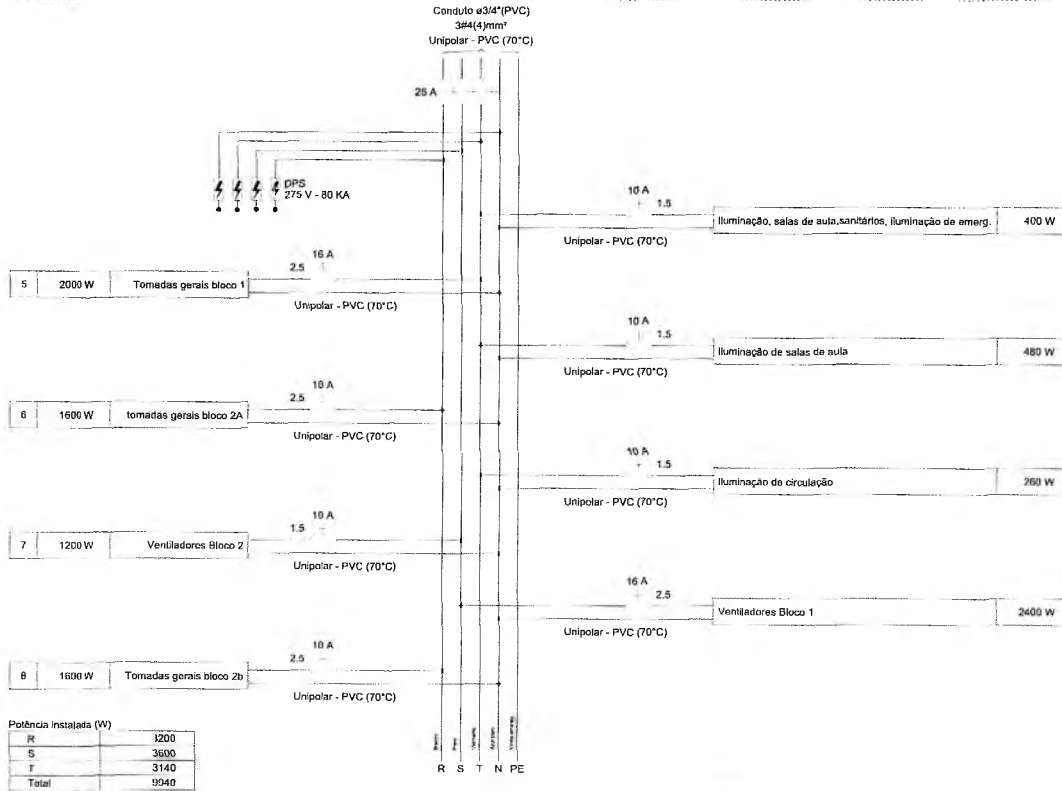 Conduto ø3/4"(PVC)
3#4(4)mm²
Unipolar - PVC (70°C)
25 A
DPS
275 V - 80 KA
10 A
1.5
Iluminação, salas de aula,sanitários, iluminação de emerg.
400 W
Unipolar - PVC (70°C)
16 A
2.5
5
2000 W
Tomadas gerais bloco 1
Unipolar - PVC (70°C)
10 A
1.5
Iluminação de salas de aula
480 W
Unipolar - PVC (70°C)
10 A
2.5
6
1600 W
tomadas gerais bloco 2A
Unipolar - PVC (70°C)
10 A
1.5
Iluminação de circulação
260 W
Unipolar - PVC (70°C)
10 A
1.5
7
1200 W
Ventiladores Bloco 2
Unipolar - PVC (70°C)
16 A
2.5
Ventiladores Bloco 1
2400 W
Unipolar - PVC (70°C)
10 A
2.5
8
1600 W
Tomadas gerais bloco 2b
Unipolar - PVC (70°C)
Potência instalada (W)
R 3200
S 3600
T 3140
Total 9940
R S T N PE